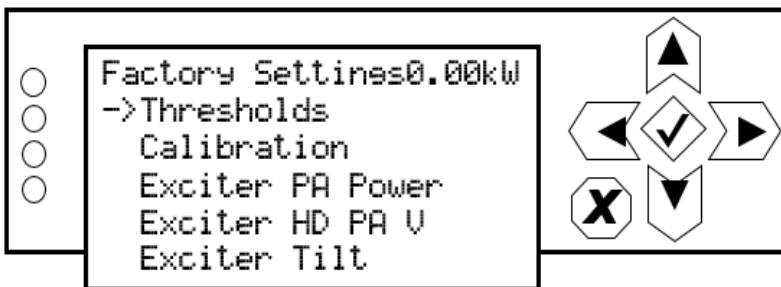 Factory Settings0.00kW
->Thresholds
Calibration
Exciter PA Power
Exciter HD PA V
Exciter Tilt